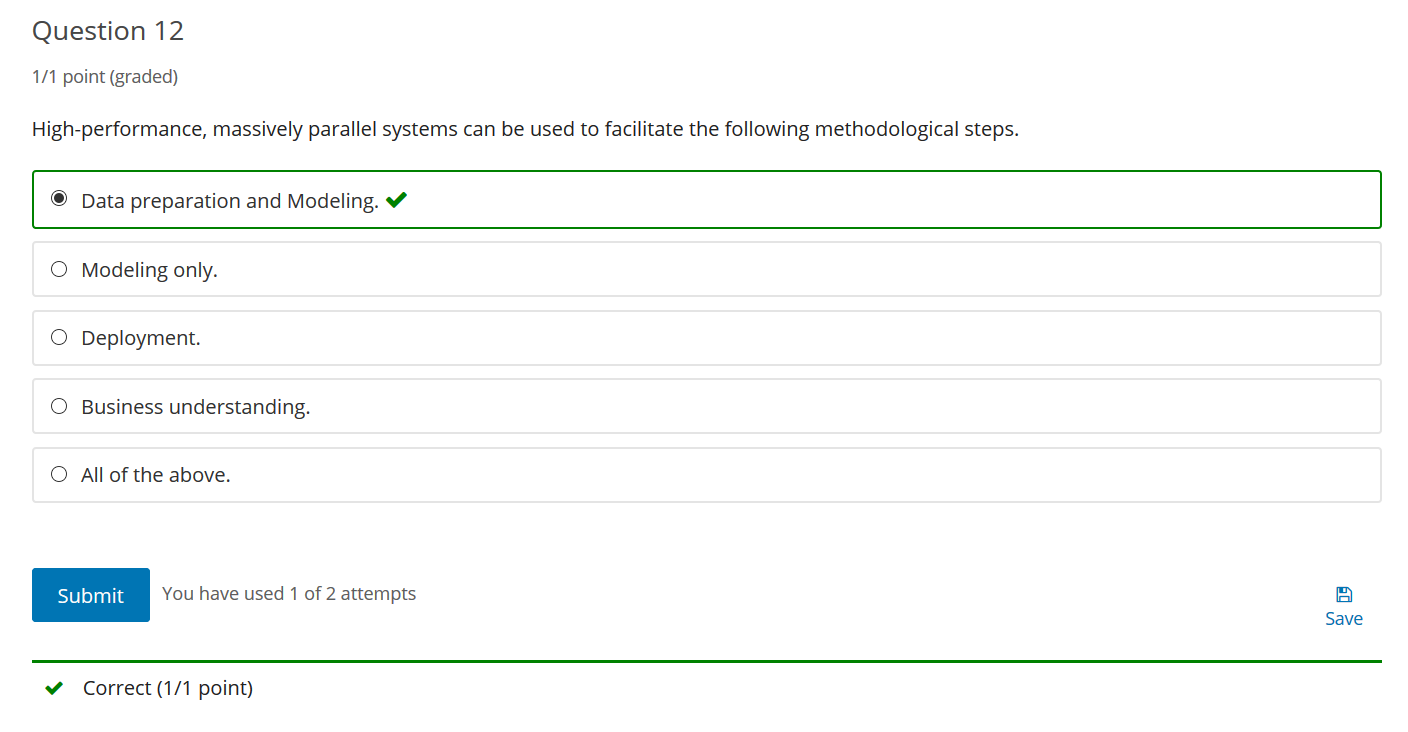 Question 12
1/1 point (graded)
High-performance, massively parallel systems can be used to facilitate the following methodological steps.
Data preparation and Modeling.
Modeling only.
Deployment.
Business understanding.
All of the above.
Submit
You have used 1 of 2 attempts
Save
Correct (1/1 point)